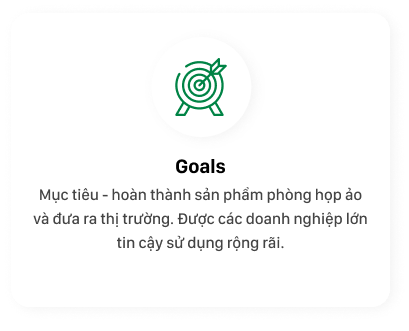 Goals
Mục tiêu - hoàn thành sản phẩm phòng họp ảo
và đưa ra thị trường. Được các doanh nghiệp lớn
tin cậy sử dụng rộng rãi.